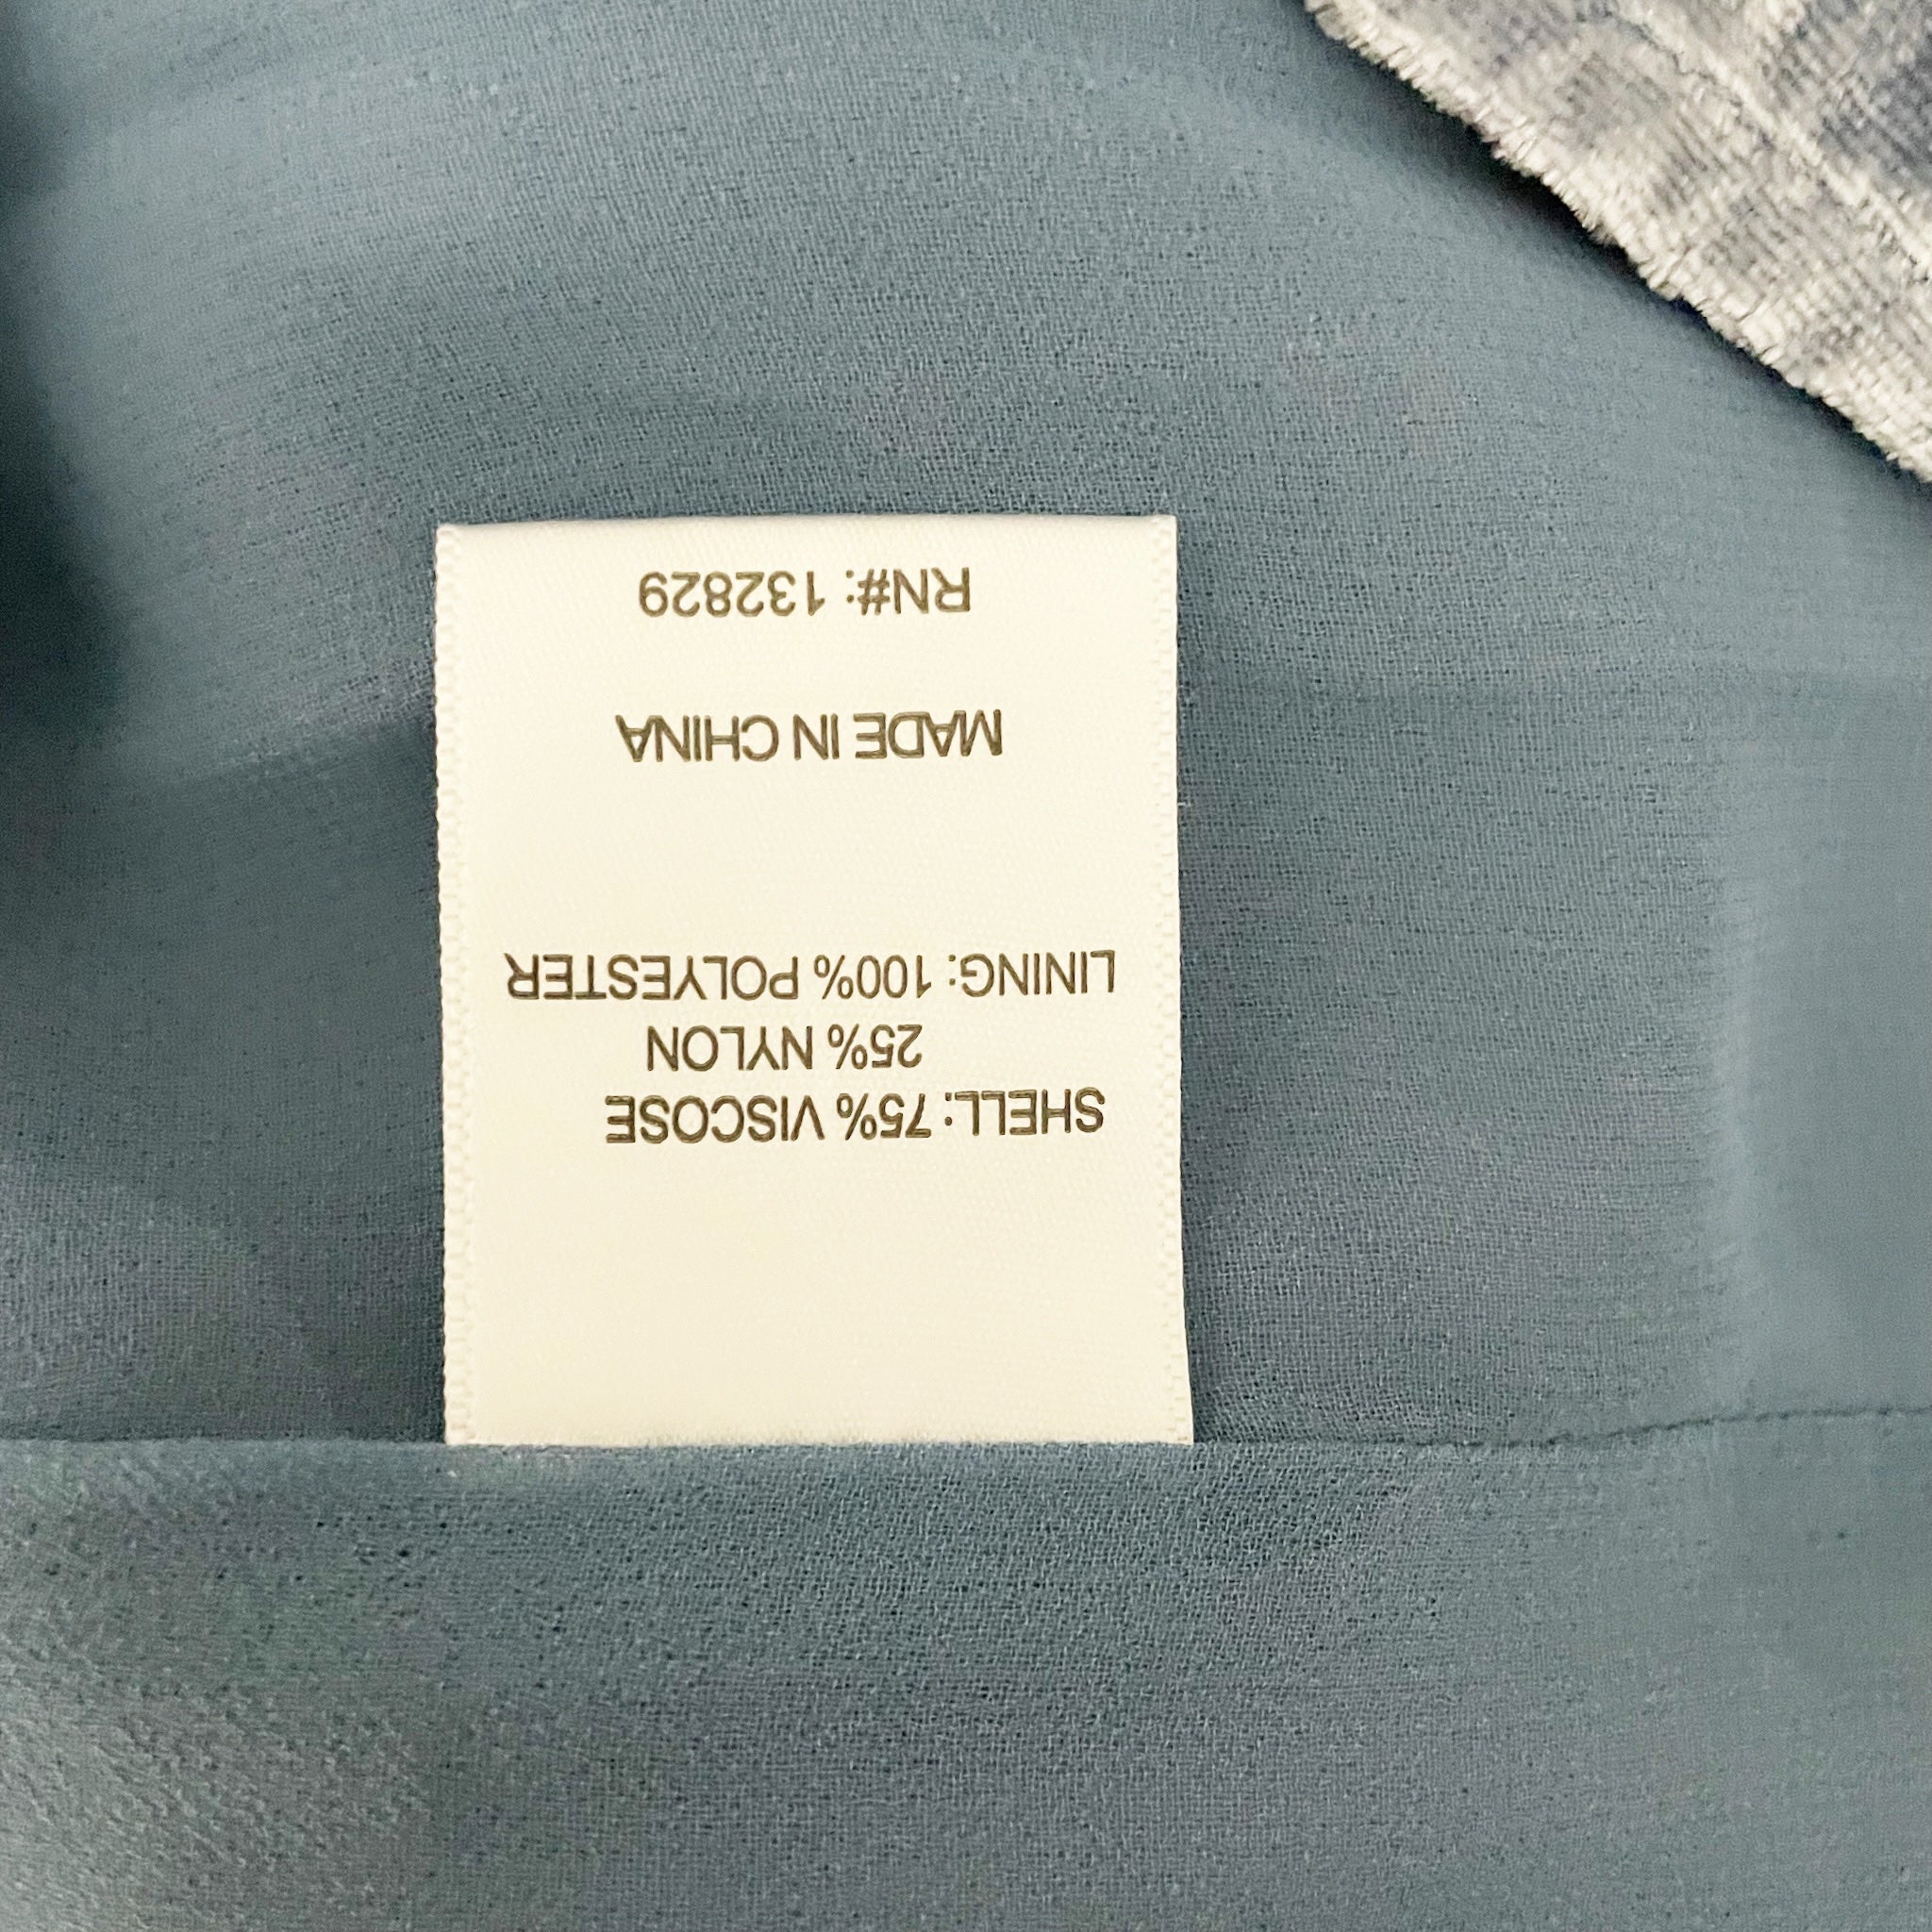 SHELL: 75% VISCOSE
25% NYLON
LINING: 100% POLYESTER
MADE IN CHINA
RN#: 132829